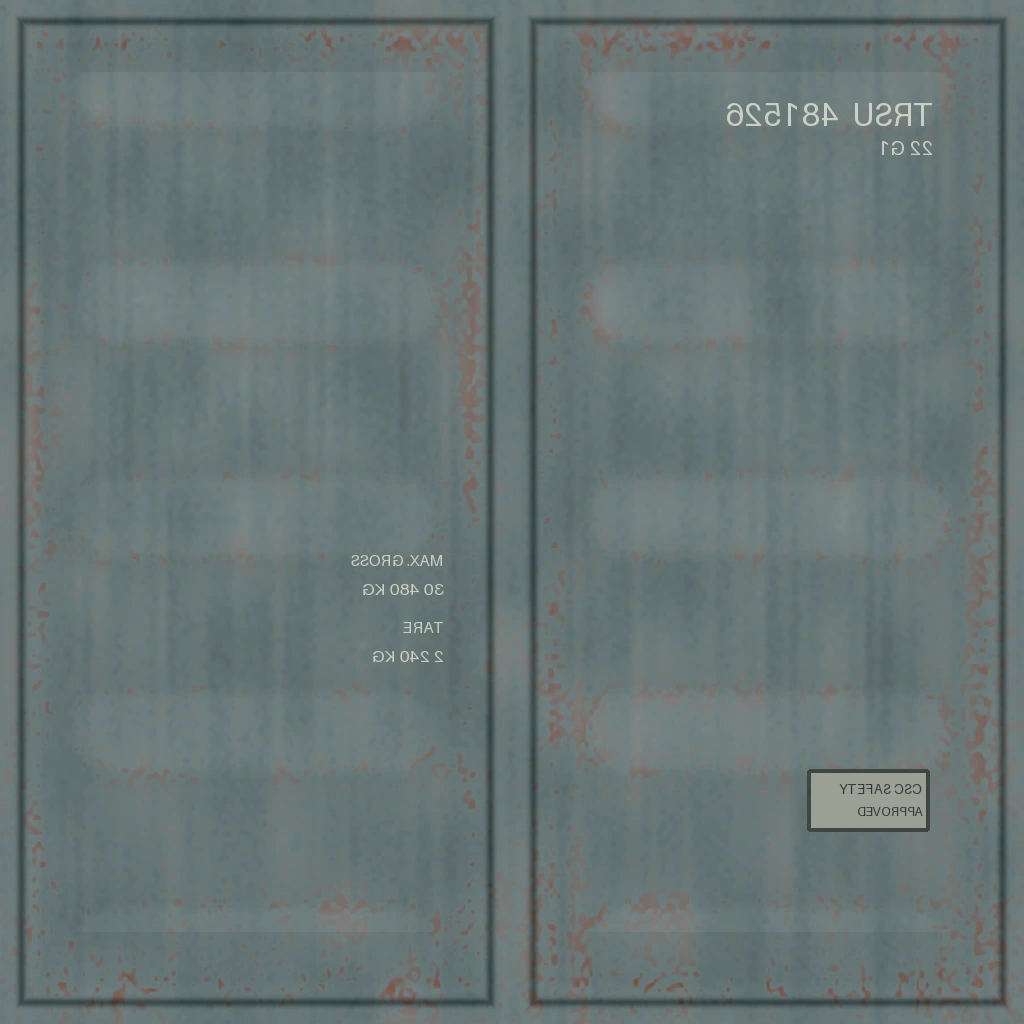 TRSU 481526
22 G1
MAX. GROSS
30 480 KG
TARE
2 240 KG
CSC SAFETY
APPROVED